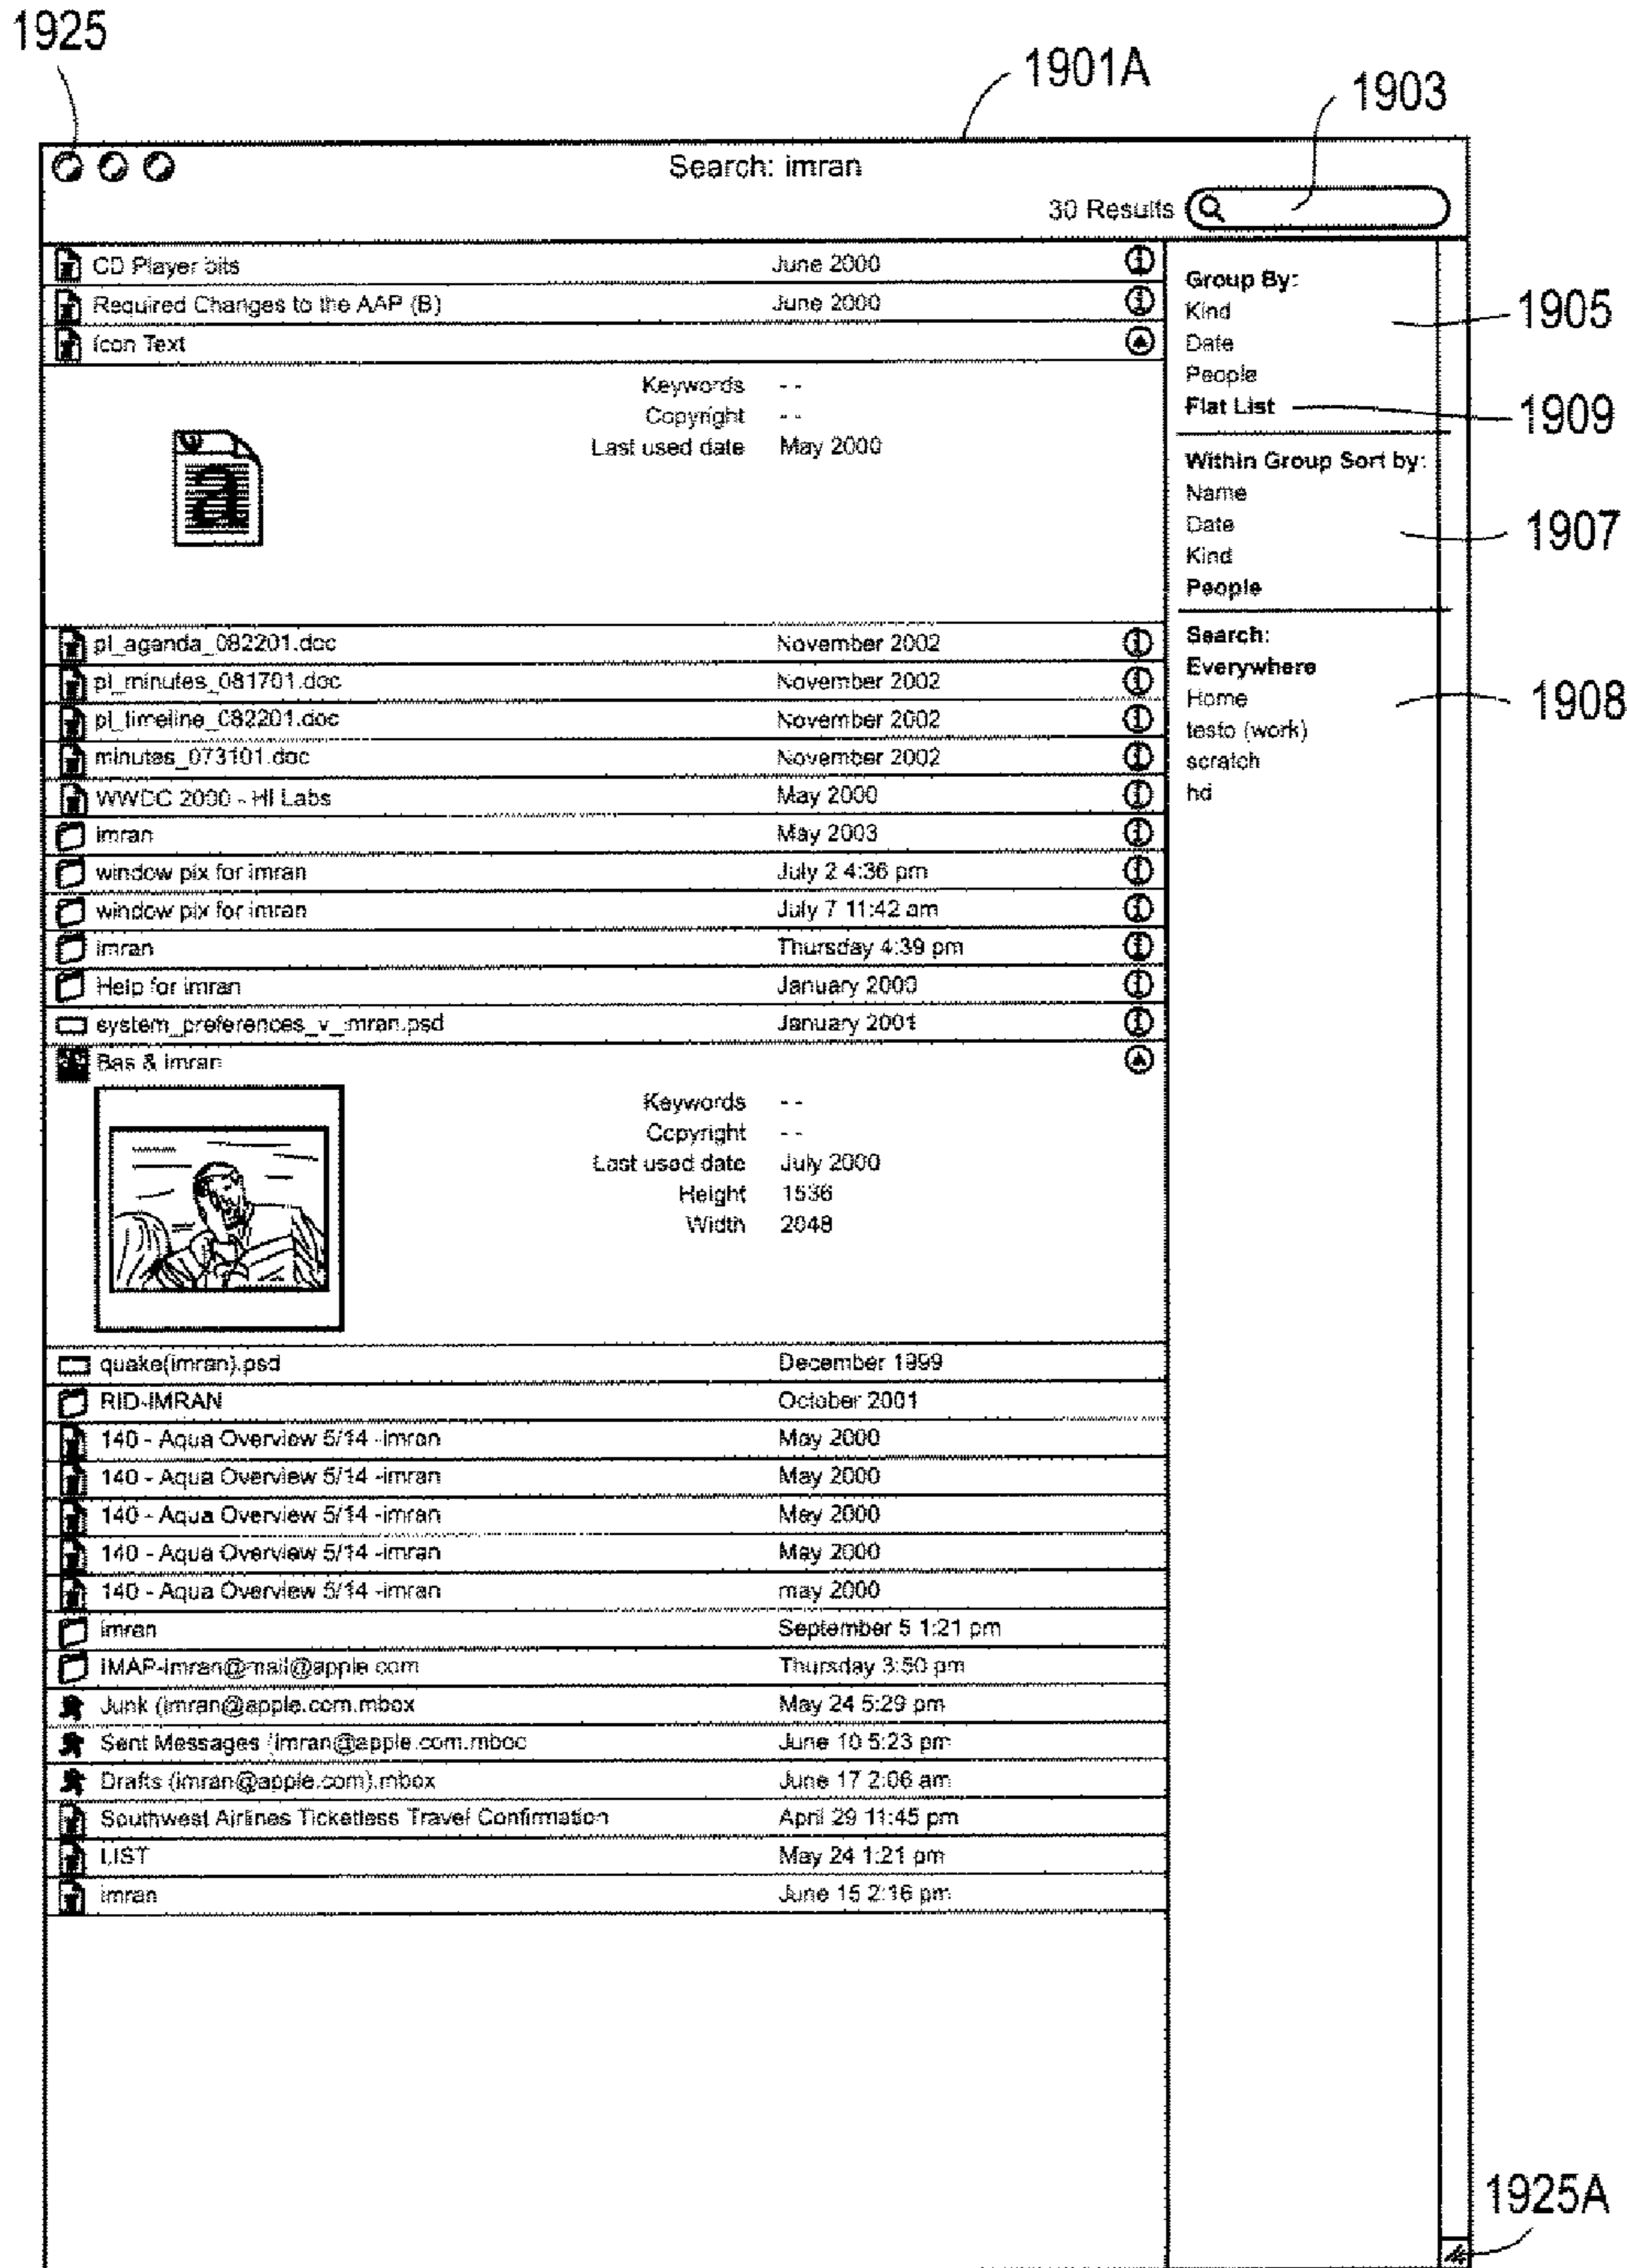 1925
1901A
1903
Search: imran
30 Results
CD Player bits June 2000
Required Changes to the AAP (B) June 2000
Icon Text
Keywords - -
Copyright - -
Last used date May 2000
a
pl_aganda_082201.doc November 2002
pl_minutes_081701.doc November 2002
pl_timeline_082201.doc November 2002
minutes_073101.doc November 2002
WWDC 2000 - HI Labs May 2000
imran May 2003
window pix for imran July 2 4:36 pm
window pix for imran July 7 11:42 am
imran Thursday 4:39 pm
Help for imran January 2000
system_preferences_v_imran.psd January 2001
Bas & imran
Keywords - -
Copyright - -
Last used date July 2000
Height 1536
Width 2048
quake(imran).psd December 1999
RID-IMRAN October 2001
140 - Aqua Overview 5/14 -imran May 2000
140 - Aqua Overview 5/14 -imran May 2000
140 - Aqua Overview 5/14 -imran May 2000
140 - Aqua Overview 5/14 -imran May 2000
140 - Aqua Overview 5/14 -imran may 2000
imran September 5 1:21 pm
IMAP-imran@mail@apple.com Thursday 3:50 pm
Junk (imran@apple.com.mbox May 24 5:29 pm
Sent Messages (imran@apple.com.mboc June 10 5:23 pm
Drafts (imran@apple.com).mbox June 17 2:06 am
Southwest Airlines Ticketless Travel Confirmation April 29 11:45 pm
LIST May 24 1:21 pm
imran June 15 2:16 pm
Group By:
Kind
Date
People
Flat List
Within Group Sort by:
Name
Date
Kind
People
Search:
Everywhere
Home
testo (work)
scratch
hd
1905
1909
1907
1908
1925A